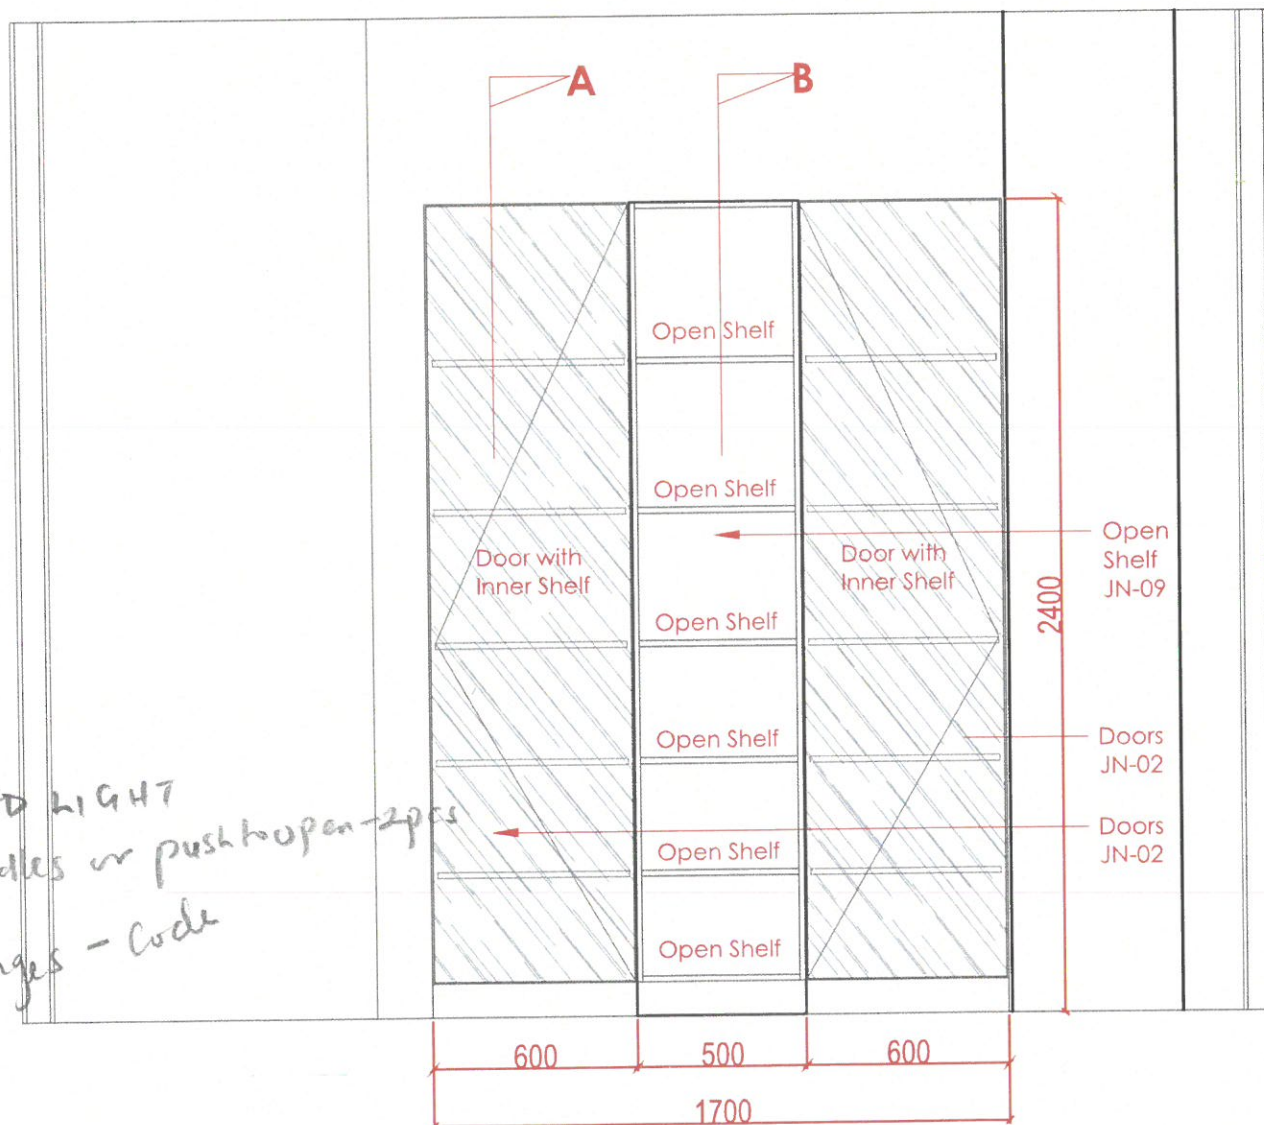 A
B
Open Shelf
Open Shelf
Door with
Inner Shelf
Door with
Inner Shelf
Open
Shelf
JN-09
2400
Open Shelf
Open Shelf
Doors
JN-02
LIGHT
or push to open - 2pcs
Open Shelf
Doors
JN-02
- Code
Open Shelf
600
500
600
1700